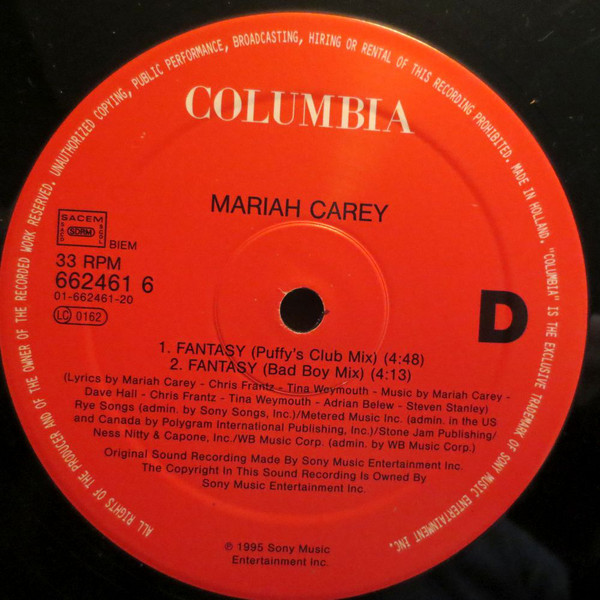 ALL RIGHTS OF THE PRODUCER AND OF THE OWNER OF THE RECORDED WORK RESERVED. UNAUTHORIZED COPYING, PUBLIC PERFORMANCE, BROADCASTING, HIRING OR RENTAL OF THIS RECORDING PROHIBITED. MADE IN HOLLAND. "COLUMBIA" IS THE EXCLUSIVE TRADEMARK OF SONY MUSIC ENTERTAINMENT INC.
COLUMBIA
MARIAH CAREY
SACEM
SACD SDRM SGDL
BIEM
33 RPM
662461 6
01-662461-20
LC 0162
D
1. FANTASY (Puffy's Club Mix) (4:48)
2. FANTASY (Bad Boy Mix) (4:13)
(Lyrics by Mariah Carey - Chris Frantz - Tina Weymouth - Music by Mariah Carey -
Dave Hall - Chris Frantz - Tina Weymouth - Adrian Belew - Steven Stanley)
Rye Songs (admin. by Sony Songs, Inc.)/Metered Music Inc. (admin. in the US
and Canada by Polygram International Publishing, Inc.)/Stone Jam Publishing/
Ness Nitty & Capone, Inc./WB Music Corp. (admin. by WB Music Corp.)
Original Sound Recording Made By Sony Music Entertainment Inc.
The Copyright In This Sound Recording Is Owned By
Sony Music Entertainment Inc.
℗ 1995 Sony Music
Entertainment Inc.